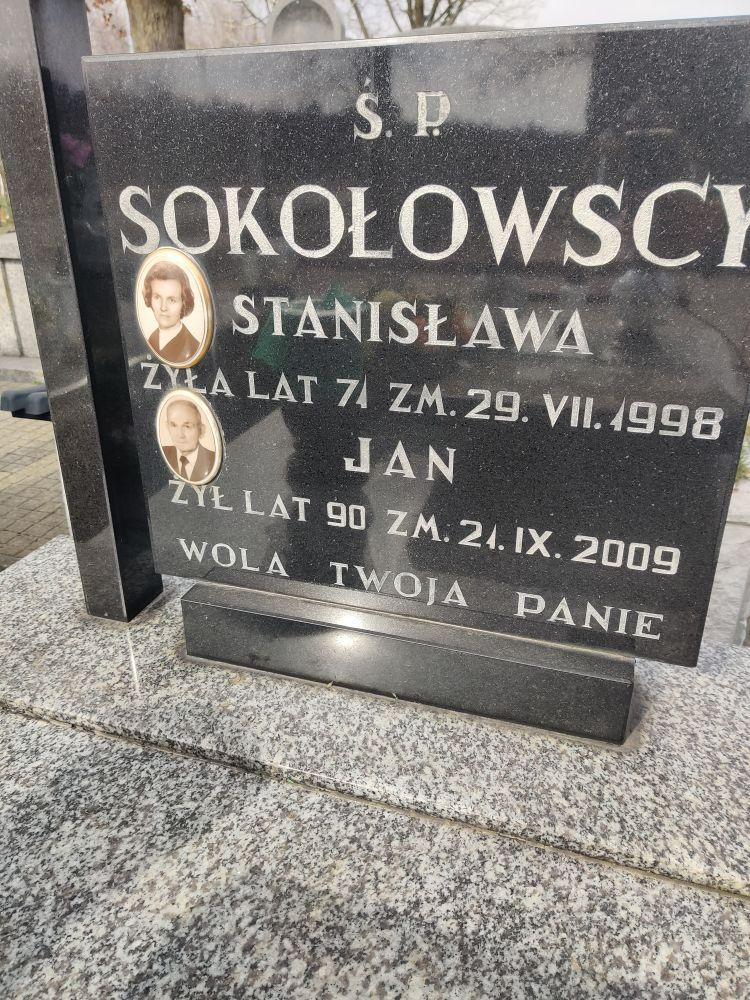 Ś. P.
SOKOŁOWSCY
STANISŁAWA
ŻYŁA LAT 71 ZM. 29. VII. 1998
JAN
ŻYŁ LAT 90 ZM. 21. IX. 2009
WOLA TWOJA PANIE